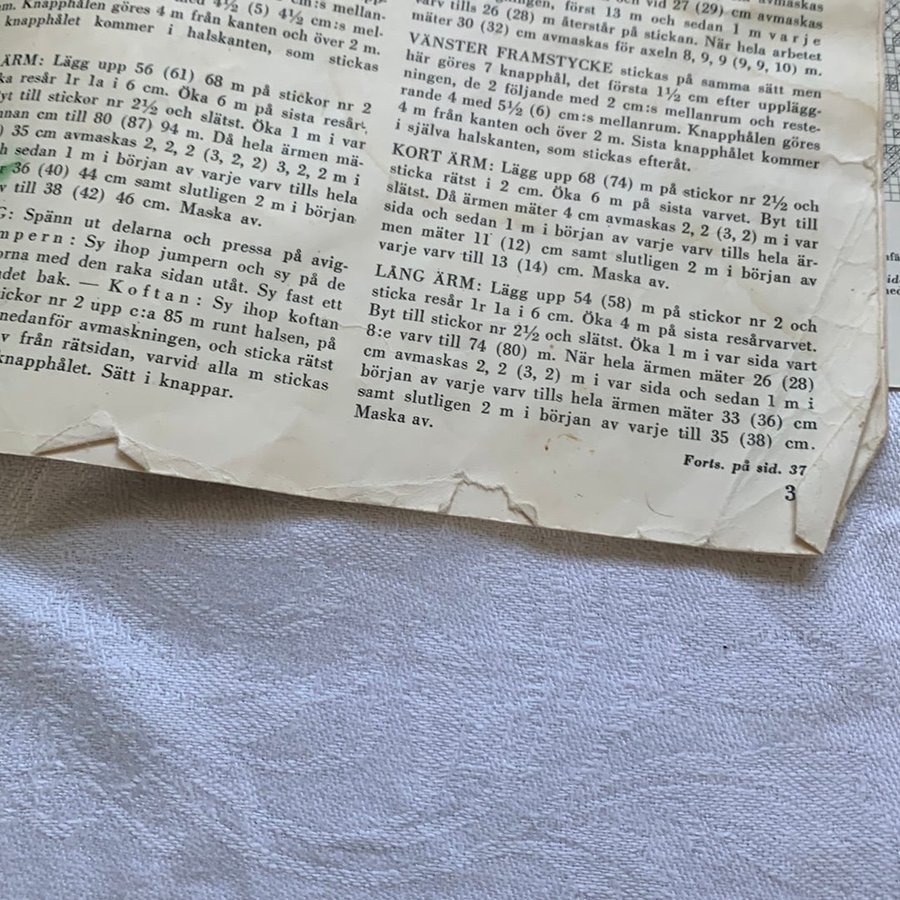 m. Knapphålen göres 4 m från kanten och över 2 m.
knapphålet kommer i halskanten, som stickas
ÄRM: Lägg upp 56 (61) 68 m på stickor nr 2
ka resår 1r 1a i 6 cm. Öka 6 m på sista resår-
yt till stickor nr 2½ och slätst. Öka 1 m i var
nnan cm till 80 (87) 94 m. Då hela ärmen mä-
) 35 cm avmaskas 2, 2, 2 (3, 2, 2) 3, 2, 2 m i
h sedan 1 m i början av varje varv tills hela
36 (40) 44 cm samt slutligen 2 m i början
v till 38 (42) 46 cm. Maska av.
G: Spänn ut delarna och pressa på avig-
mpern: Sy ihop jumpern och sy på de
orna med den raka sidan utåt. Sy fast ett
det bak. — Koftan: Sy ihop koftan
ickor nr 2 upp c:a 85 m runt halsen, på
nedanför avmaskningen, och sticka rätst
v från rätsidan, varvid alla m stickas
knapphålet. Sätt i knappar.
varv tills 26 (28) m återstår på stickan. När hela arbetet
mäter 30 (32) cm avmaskas för axeln 8, 9, 9 (9, 9, 10) m.
VÄNSTER FRAMSTYCKE stickas på samma sätt men
här göres 7 knapphål, det första 1½ cm efter uppläg-
ningen, de 2 följande med 2 cm:s mellanrum och reste-
rande 4 med 5½ (6) cm:s mellanrum. Knapphålen göres
4 m från kanten och över 2 m. Sista knapphålet kommer
i själva halskanten, som stickas efteråt.
KORT ÄRM: Lägg upp 68 (74) m på stickor nr 2½ och
sticka rätst i 2 cm. Öka 6 m på sista varvet. Byt till
slätst. Då ärmen mäter 4 cm avmaskas 2, 2 (3, 2) m i var
sida och sedan 1 m i början av varje varv tills hela är-
men mäter 11 (12) cm samt slutligen 2 m i början av
varje varv till 13 (14) cm. Maska av.
LÅNG ÄRM: Lägg upp 54 (58) m på stickor nr 2 och
sticka resår 1r 1a i 6 cm. Öka 4 m på sista resårvarvet.
Byt till stickor nr 2½ och slätst. Öka 1 m i var sida vart
8:e varv till 74 (80) m. När hela ärmen mäter 26 (28)
cm avmaskas 2, 2 (3, 2) m i var sida och sedan 1 m i
början av varje varv tills hela ärmen mäter 33 (36) cm
samt slutligen 2 m i början av varje till 35 (38) cm.
Maska av.
Forts. på sid. 37
3